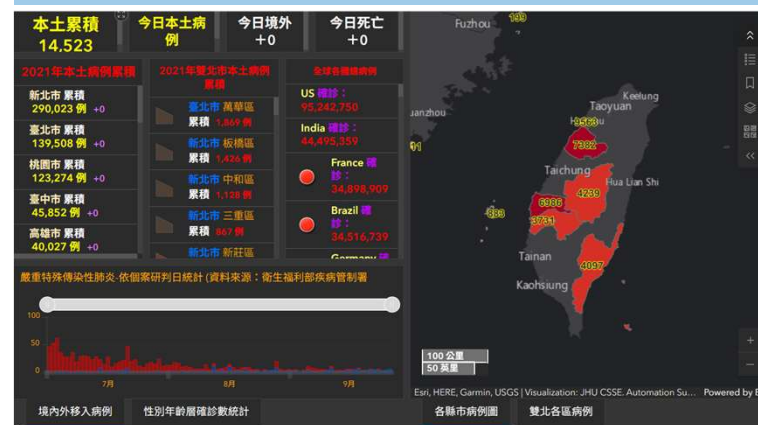 本土累積
14,523
今日本土病
例
今日境外
+0
今日死亡
+0
2021年本土病例累積
新北市 累積
290,023 例 +0
臺北市 累積
139,508 例 +0
桃園市 累積
123,274 例 +0
臺中市 累積
45,852 例 +0
高雄市 累積
40,027 例 +0
2021年雙北市本土病例
累積
臺北市 萬華區
累積 1,869 例
新北市 板橋區
累積 1,426 例
新北市 中和區
累積 1,128 例
新北市 三重區
累積 867 例
新北市 新莊區
全球各國總病例
US 確診：
95,242,750
India 確診：
44,495,359
France 確
診：
34,898,909
Brazil 確
診：
34,516,739
Germany 確
嚴重特殊傳染性肺炎-依個案研判日統計 (資料來源：衛生福利部疾病管制署
100
50
0
7月
8月
9月
境內外移入病例
性別年齡層確診數統計
Fuzhou
199
Keelung
Taoyuan
9563
7382
Taichung
Hua Lian Shi
4239
6986
3731
Tainan
4097
Kaohsiung
100 公里
50 英里
Esri, HERE, Garmin, USGS | Visualization: JHU CSSE. Automation Su...
Powered by E
各縣市病例圖
雙北各區病例